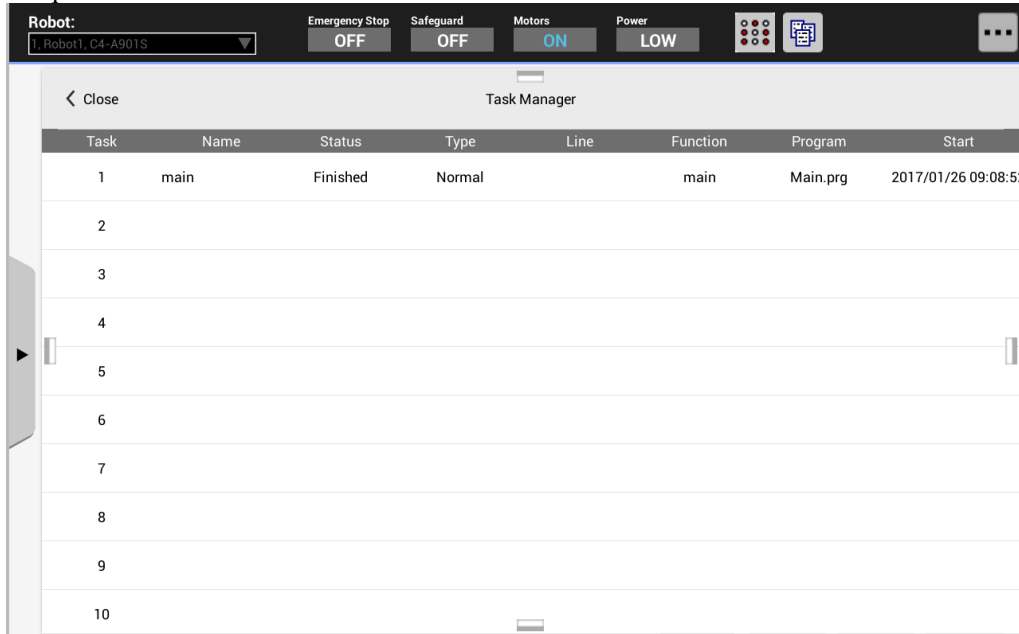 Robot:
1, Robot1, C4-A901S
Emergency Stop
OFF
Safeguard
OFF
Motors
ON
Power
LOW
Close
Task Manager
Task Name Status Type Line Function Program Start
1 main Finished Normal main Main.prg 2017/01/26 09:08:5
2
3
4
5
6
7
8
9
10